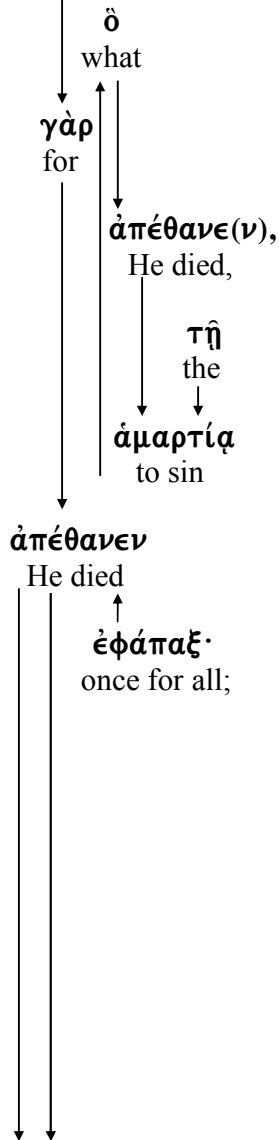 ὃ
what
γὰρ
for
ἀπέθανε(ν),
He died,
τῇ
the
ἁμαρτίᾳ
to sin
ἀπέθανεν
He died
ἐφάπαξ·
once for all;